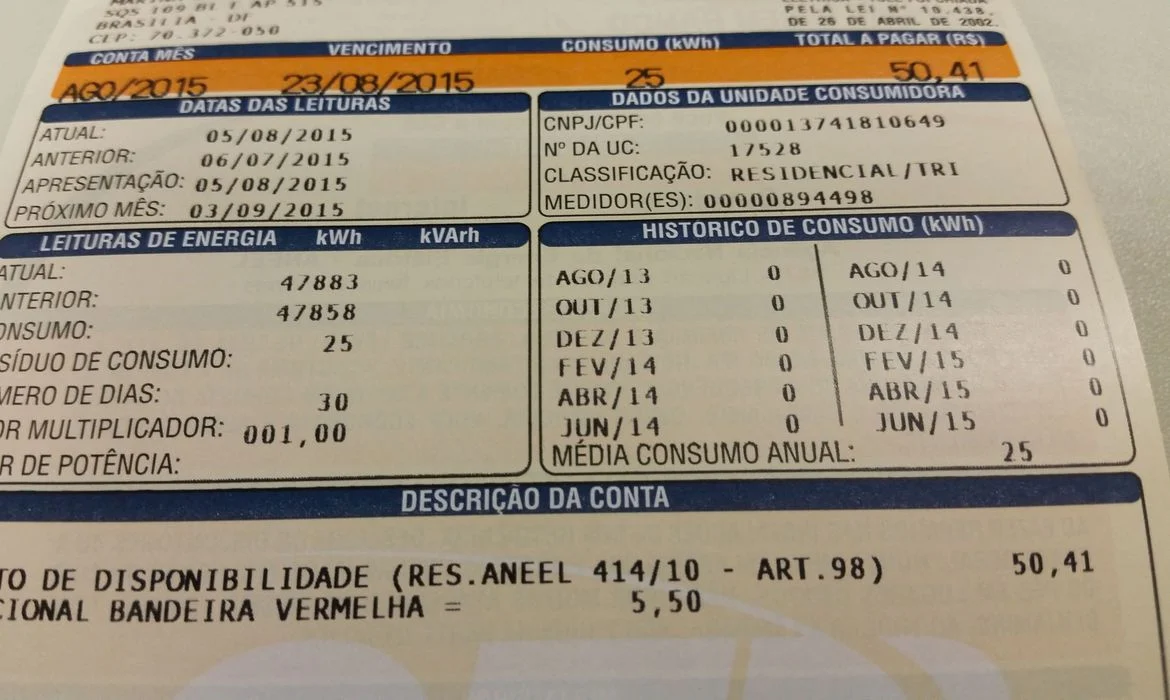 SQS 109 BL I AP 515
BRASILIA - DF
CEP: 70.372-050
PELA LEI Nº 10.438,
DE 26 DE ABRIL DE 2002.
CONTA MÊS VENCIMENTO CONSUMO (kWh) TOTAL A PAGAR (R$)
AGO/2015 23/08/2015 25 50,41
DATAS DAS LEITURAS
ATUAL: 05/08/2015
ANTERIOR: 06/07/2015
APRESENTAÇÃO: 05/08/2015
PRÓXIMO MÊS: 03/09/2015
DADOS DA UNIDADE CONSUMIDORA
CNPJ/CPF: 000013741810649
Nº DA UC: 17528
CLASSIFICAÇÃO: RESIDENCIAL/TRI
MEDIDOR(ES): 00000894498
LEITURAS DE ENERGIA kWh kVArh
ATUAL: 47883
NTERIOR: 47858
ONSUMO: 25
SÍDUO DE CONSUMO:
MERO DE DIAS: 30
OR MULTIPLICADOR: 001,00
R DE POTÊNCIA:
HISTÓRICO DE CONSUMO (kWh)
AGO/13 0 AGO/14 0
OUT/13 0 OUT/14 0
DEZ/13 0 DEZ/14 0
FEV/14 0 FEV/15 0
ABR/14 0 ABR/15 0
JUN/14 0 JUN/15 0
MÉDIA CONSUMO ANUAL: 25
DESCRIÇÃO DA CONTA
TO DE DISPONIBILIDADE (RES.ANEEL 414/10 - ART.98) 50,41
CIONAL BANDEIRA VERMELHA = 5,50